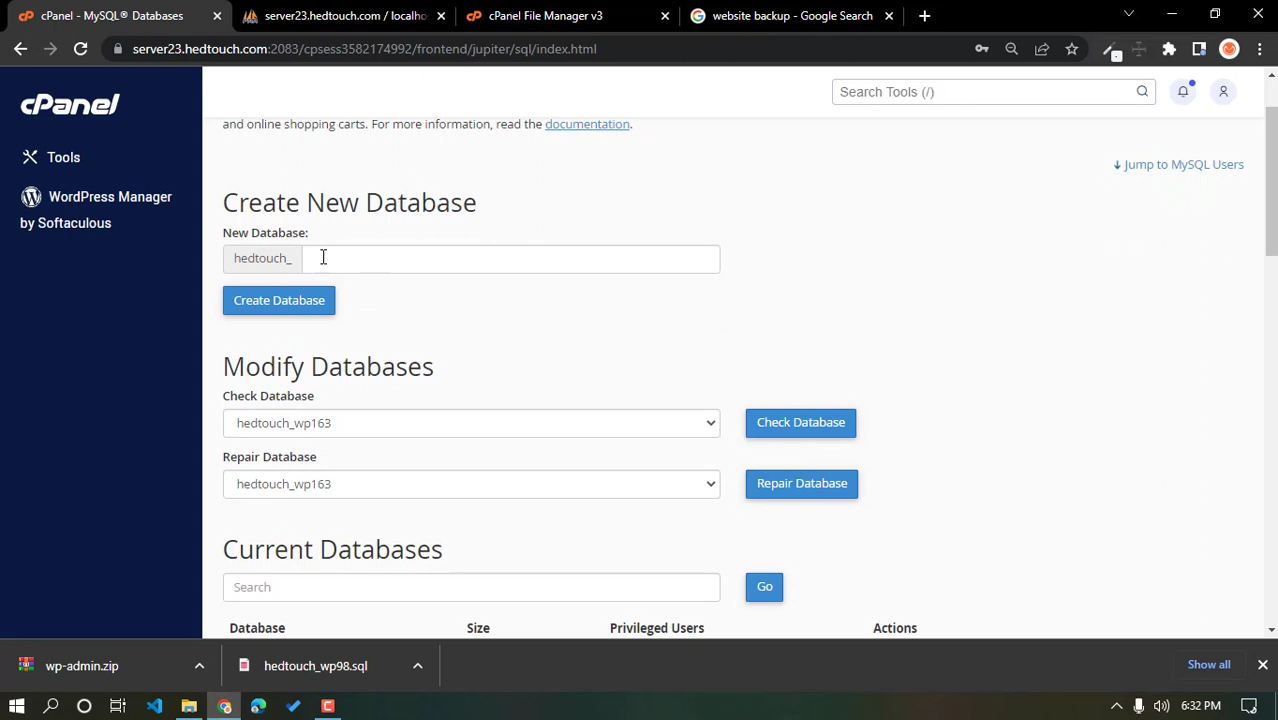 cPanel - MySQL® Databases
server23.hedtouch.com / localho
cPanel File Manager v3
website backup - Google Search
server23.hedtouch.com:2083/cpsess3582174992/frontend/jupiter/sql/index.html
cPanel
Search Tools (/)
and online shopping carts. For more information, read the documentation.
Tools
Jump to MySQL Users
WordPress Manager
by Softaculous
Create New Database
New Database:
hedtouch_
Create Database
Modify Databases
Check Database
hedtouch_wp163
Check Database
Repair Database
hedtouch_wp163
Repair Database
Current Databases
Search
Go
Database Size Privileged Users Actions
wp-admin.zip
hedtouch_wp98.sql
Show all
6:32 PM